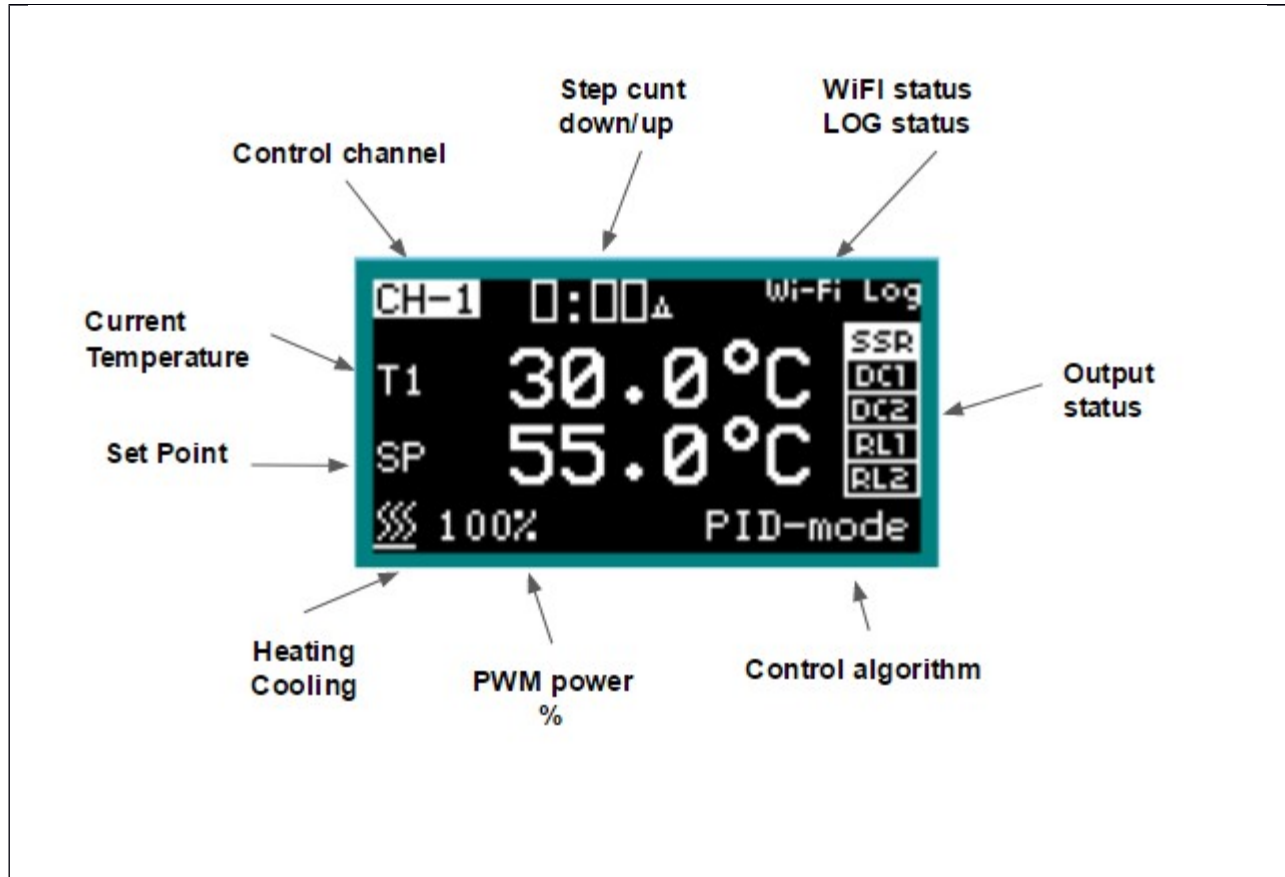 Step cunt
down/up
WiFI status
LOG status
Control channel
CH-1 0:00 Wi-Fi Log
Current
Temperature
T1 30.0°C
SSR
DC1
DC2
RL1
RL2
Output
status
Set Point
SP 55.0°C
100% PID-mode
Heating
Cooling
PWM power
%
Control algorithm